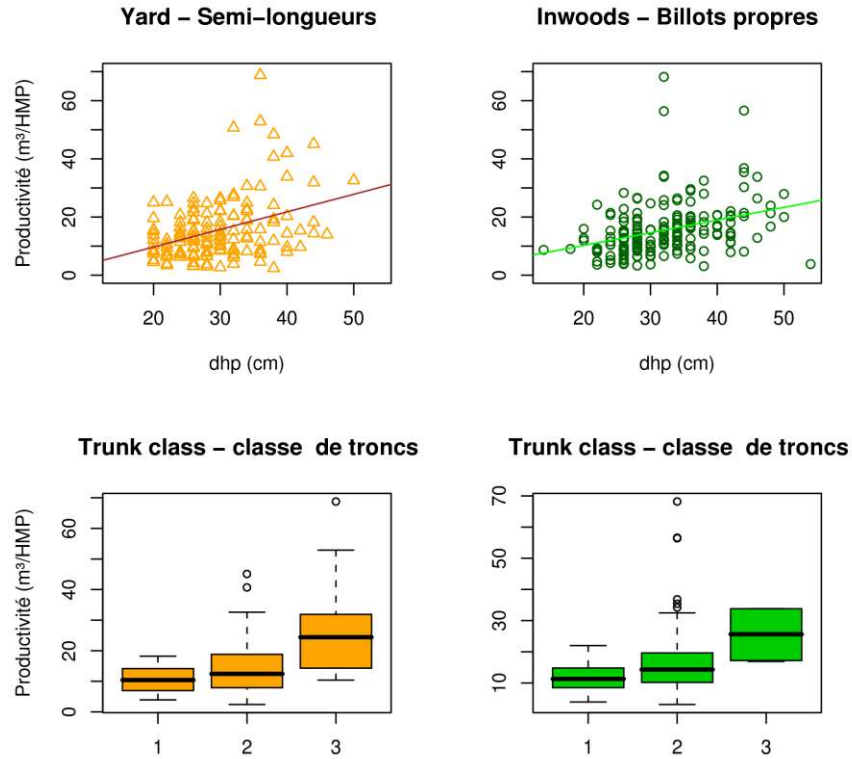 Yard – Semi–longueurs
Inwoods – Billots propres
Productivité (m³/HMP)
60
40
20
0
20 30 40 50
dhp (cm)
60
40
20
0
20 30 40 50
dhp (cm)
Trunk class – classe de troncs
Trunk class – classe de troncs
Productivité (m³/HMP)
60
40
20
0
1 2 3
70
50
30
10
1 2 3